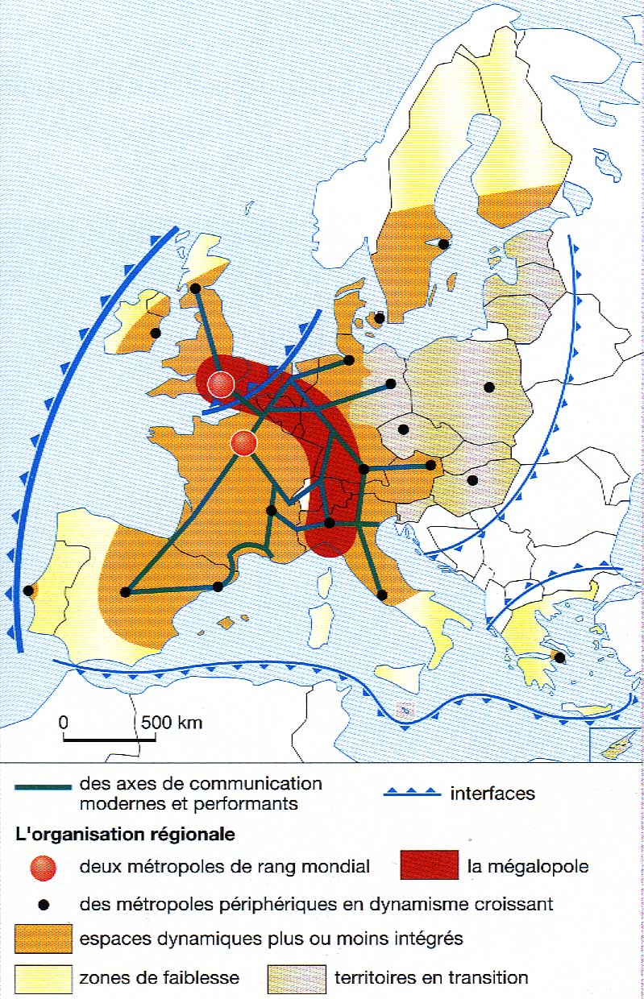 0 500 km
des axes de communication
modernes et performants
interfaces
L'organisation régionale
deux métropoles de rang mondial
la mégalopole
des métropoles périphériques en dynamisme croissant
espaces dynamiques plus ou moins intégrés
zones de faiblesse
territoires en transition